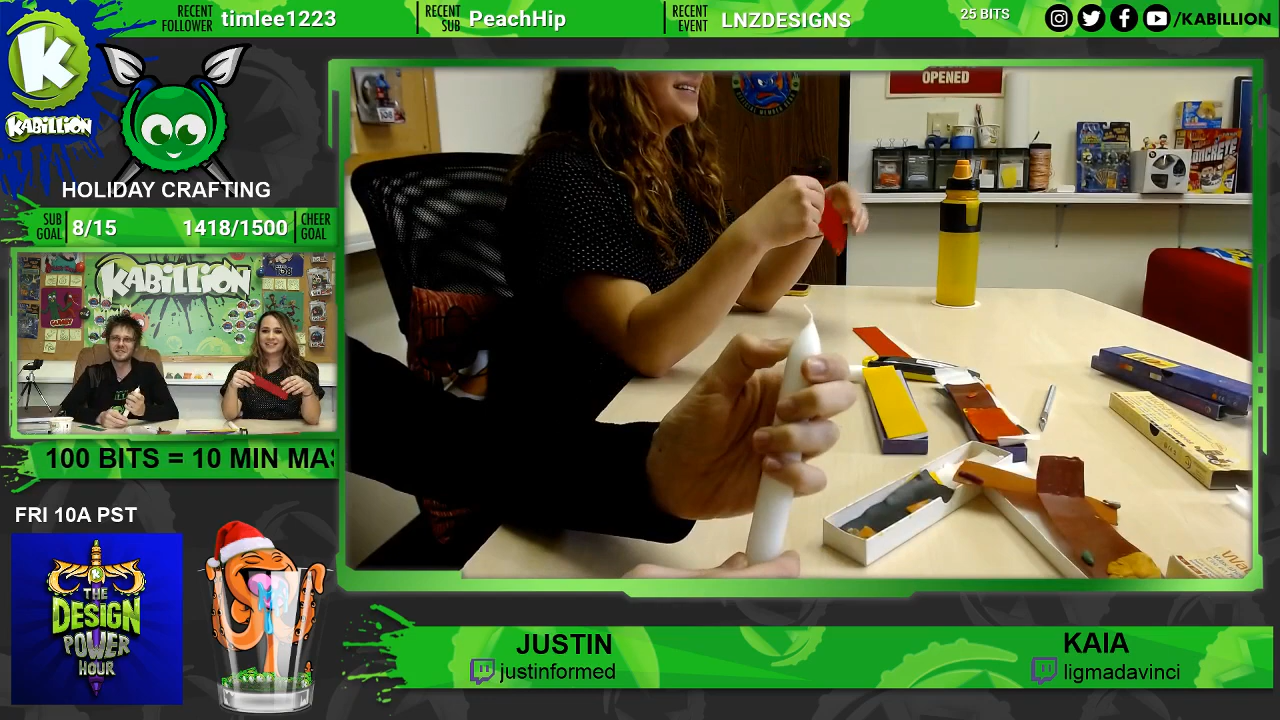 RECENT FOLLOWER timlee1223
RECENT SUB PeachHip
RECENT EVENT LNZDESIGNS
25 BITS
/KABILLION
K
KABILLION
HOLIDAY CRAFTING
SUB GOAL 8/15
1418/1500 CHEER GOAL
KABILLION
100 BITS = 10 MIN MAS
FRI 10A PST
THE
DESIGN
POWER
HOUR
OPENED
JUSTIN
justinformed
KAIA
ligmadavinci